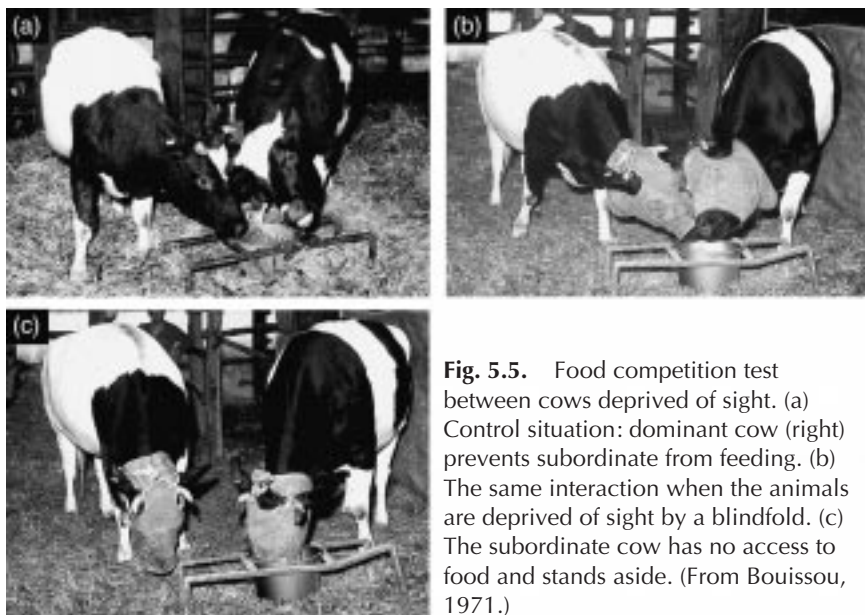 (a)
(b)
(c)
Fig. 5.5. Food competition test
between cows deprived of sight. (a)
Control situation: dominant cow (right)
prevents subordinate from feeding. (b)
The same interaction when the animals
are deprived of sight by a blindfold. (c)
The subordinate cow has no access to
food and stands aside. (From Bouissou,
1971.)